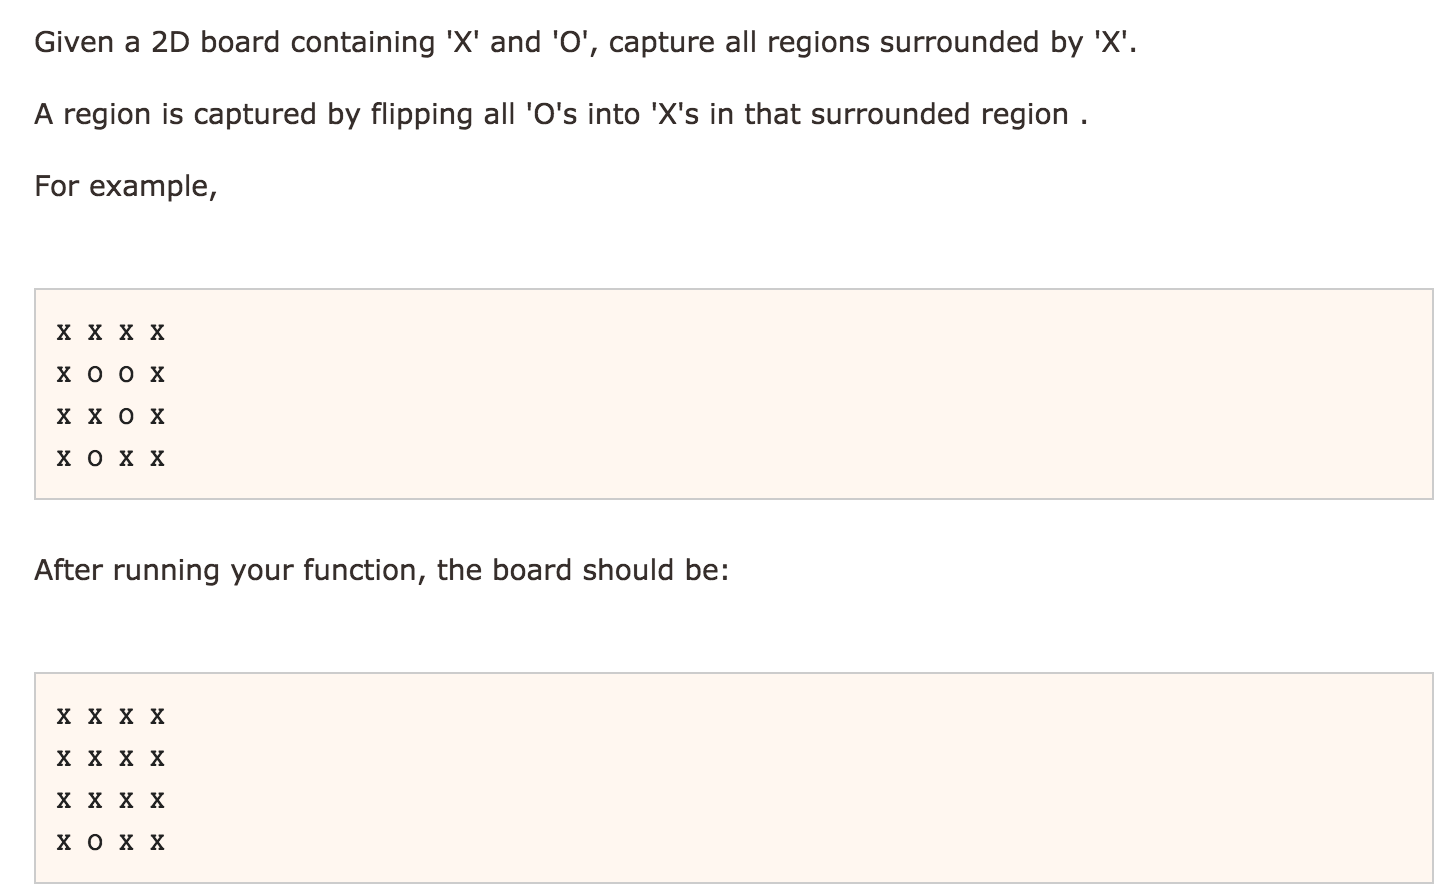 Given a 2D board containing 'X' and 'O', capture all regions surrounded by 'X'.
A region is captured by flipping all 'O's into 'X's in that surrounded region .
For example,
X X X X
X O O X
X X O X
X O X X
After running your function, the board should be:
X X X X
X X X X
X X X X
X O X X